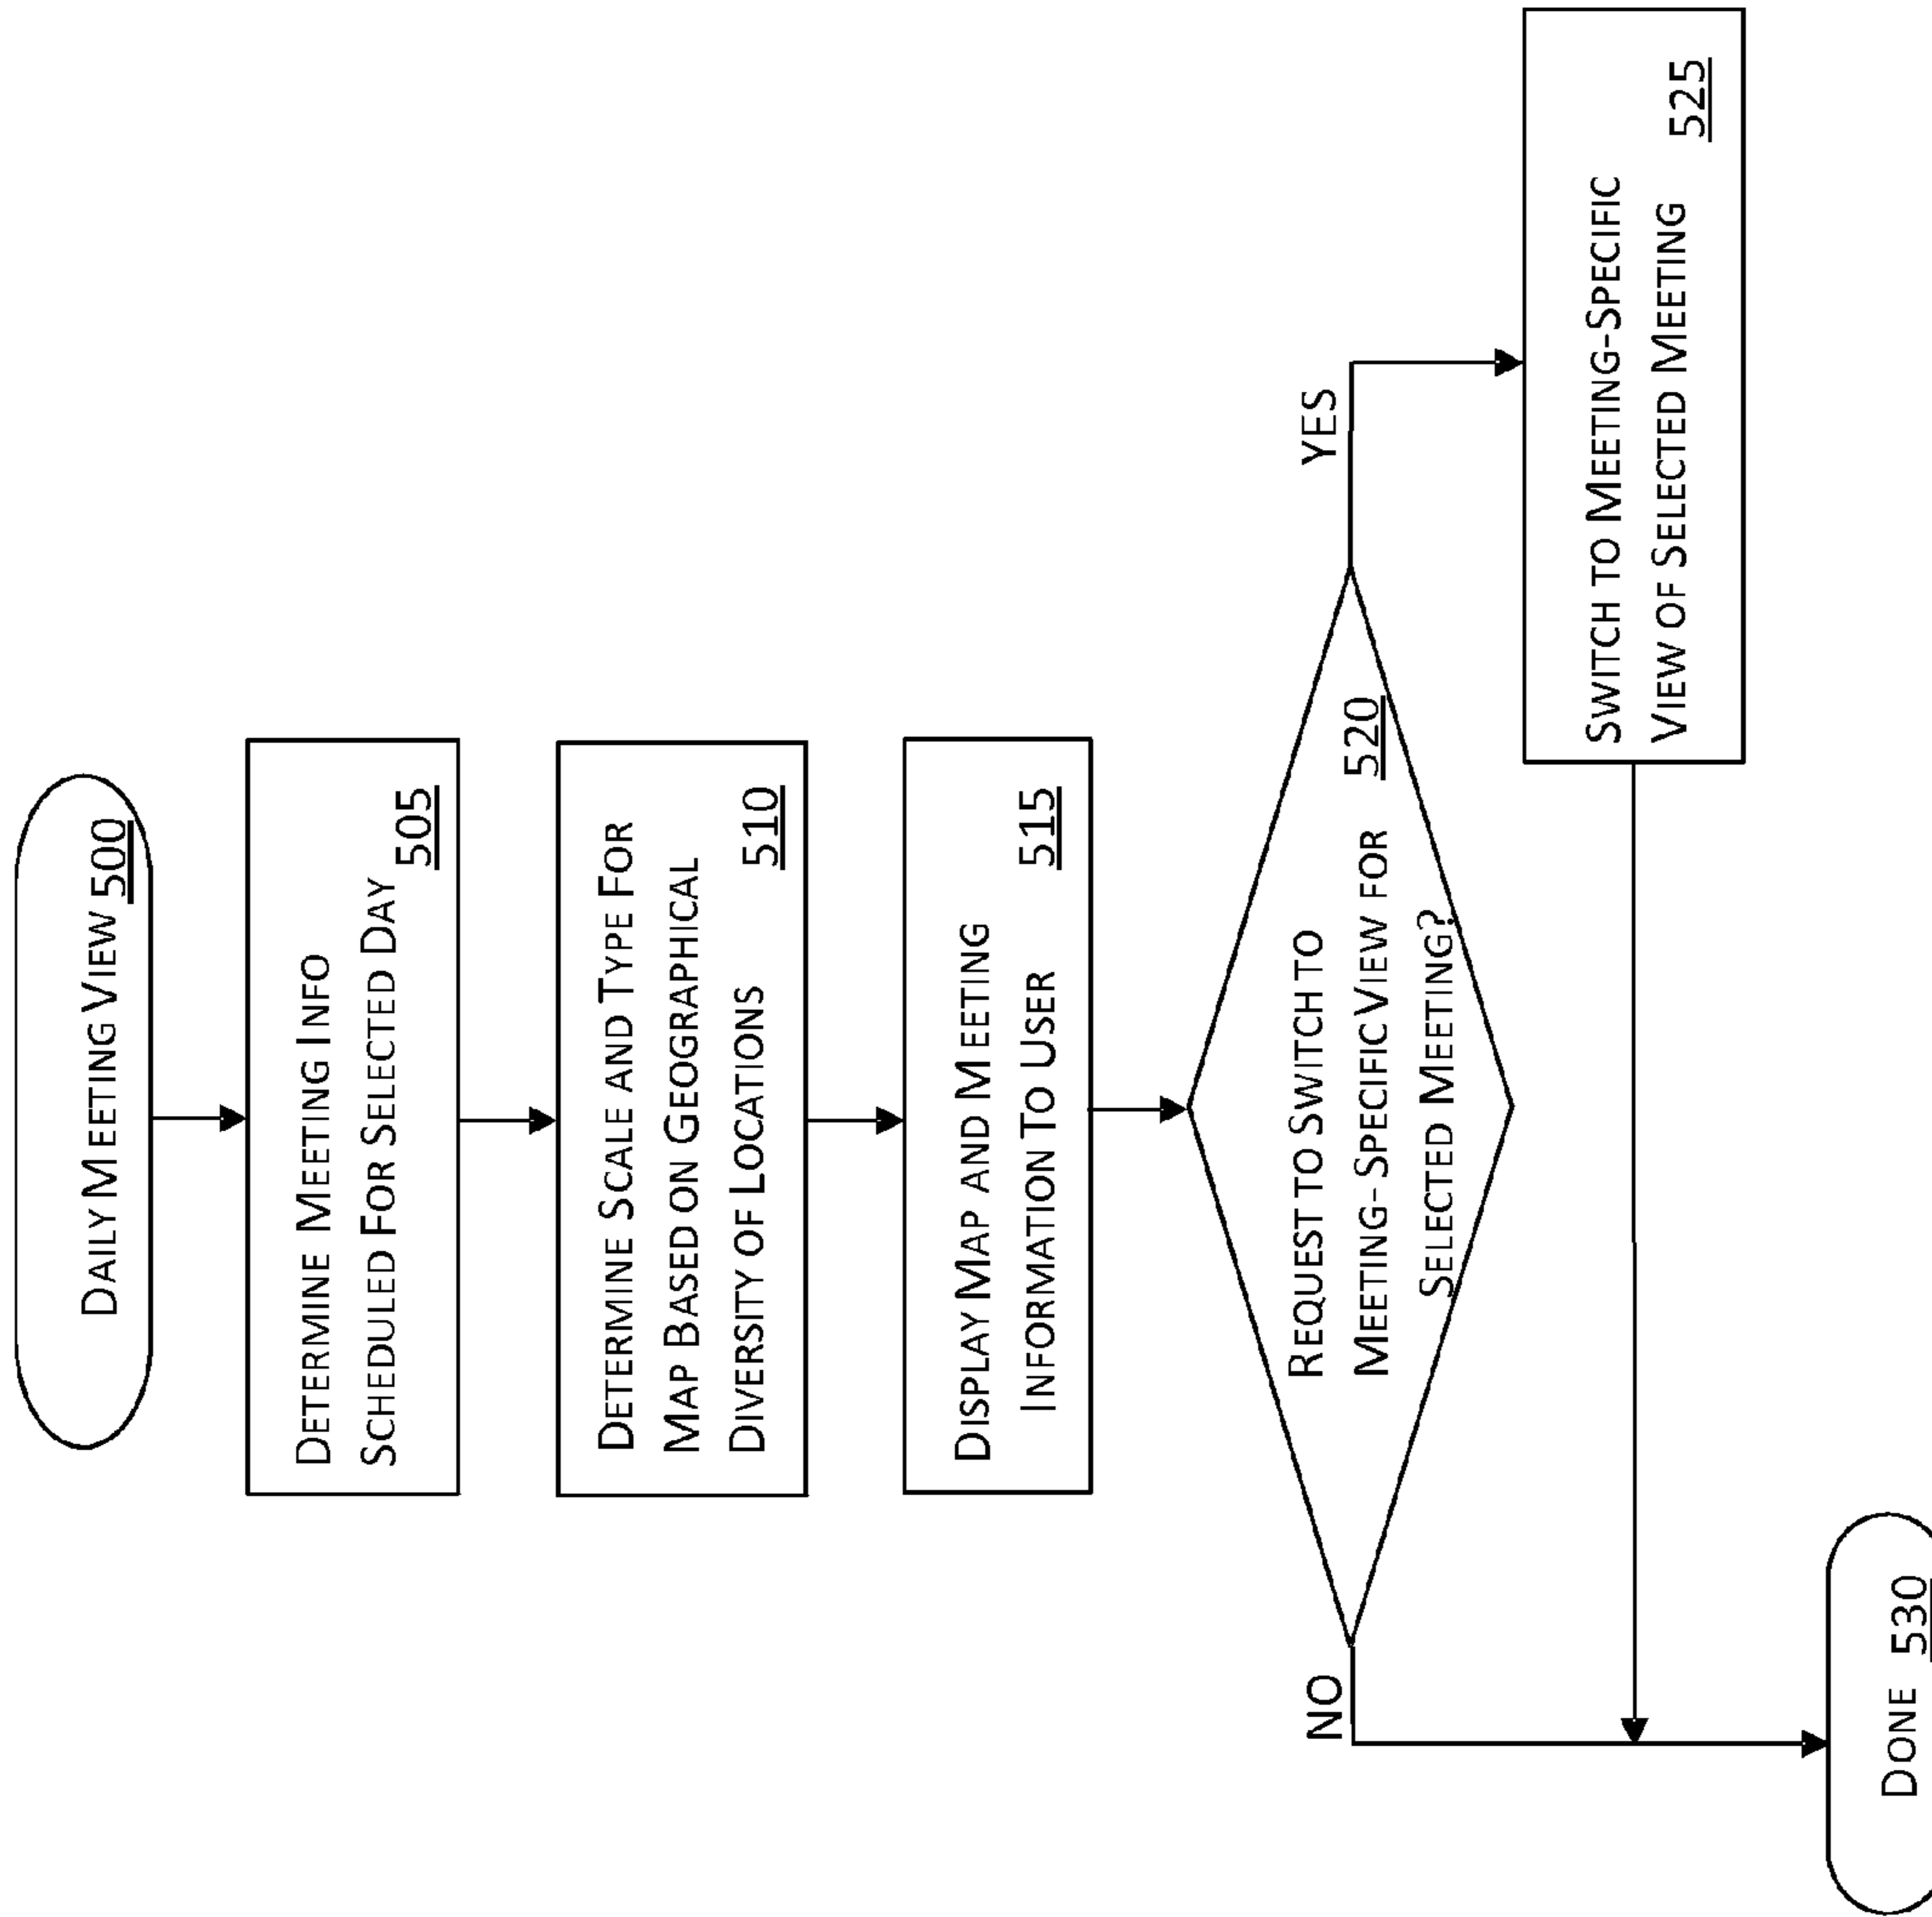 DAILY MEETING VIEW 500
DETERMINE MEETING INFO
SCHEDULED FOR SELECTED DAY
505
DETERMINE SCALE AND TYPE FOR
MAP BASED ON GEOGRAPHICAL
DIVERSITY OF LOCATIONS
510
DISPLAY MAP AND MEETING
INFORMATION TO USER
515
REQUEST TO SWITCH TO
MEETING-SPECIFIC VIEW FOR
SELECTED MEETING?
520
YES
SWITCH TO MEETING-SPECIFIC
VIEW OF SELECTED MEETING
525
NO
DONE 530